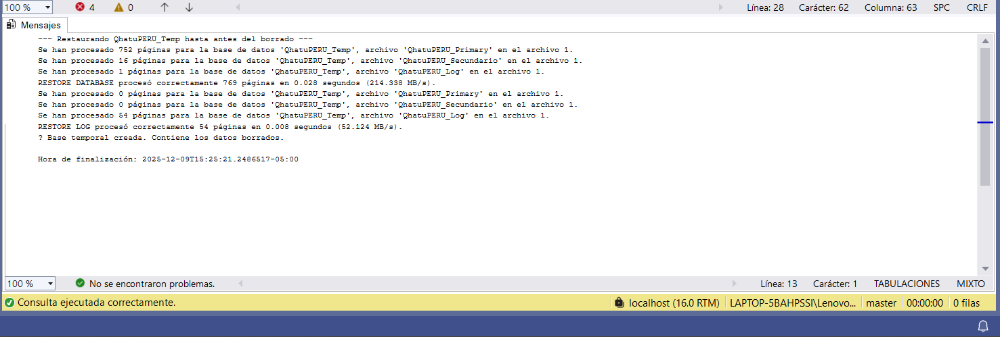 100 % 4 0 Línea: 28 Carácter: 62 Columna: 63 SPC CRLF
Mensajes
--- Restaurando QhatuPERU_Temp hasta antes del borrado ---
Se han procesado 752 páginas para la base de datos 'QhatuPERU_Temp', archivo 'QhatuPERU_Primary' en el archivo 1.
Se han procesado 16 páginas para la base de datos 'QhatuPERU_Temp', archivo 'QhatuPERU_Secundario' en el archivo 1.
Se han procesado 1 páginas para la base de datos 'QhatuPERU_Temp', archivo 'QhatuPERU_Log' en el archivo 1.
RESTORE DATABASE procesó correctamente 769 páginas en 0.028 segundos (214.338 MB/s).
Se han procesado 0 páginas para la base de datos 'QhatuPERU_Temp', archivo 'QhatuPERU_Primary' en el archivo 1.
Se han procesado 0 páginas para la base de datos 'QhatuPERU_Temp', archivo 'QhatuPERU_Secundario' en el archivo 1.
Se han procesado 54 páginas para la base de datos 'QhatuPERU_Temp', archivo 'QhatuPERU_Log' en el archivo 1.
RESTORE LOG procesó correctamente 54 páginas en 0.008 segundos (52.124 MB/s).
? Base temporal creada. Contiene los datos borrados.
Hora de finalización: 2025-12-09T15:25:21.2486517-05:00
100 % No se encontraron problemas. Línea: 13 Carácter: 1 TABULACIONES MIXTO
Consulta ejecutada correctamente. localhost (16.0 RTM) LAPTOP-5BAHPSSI\Lenovo... master 00:00:00 0 filas